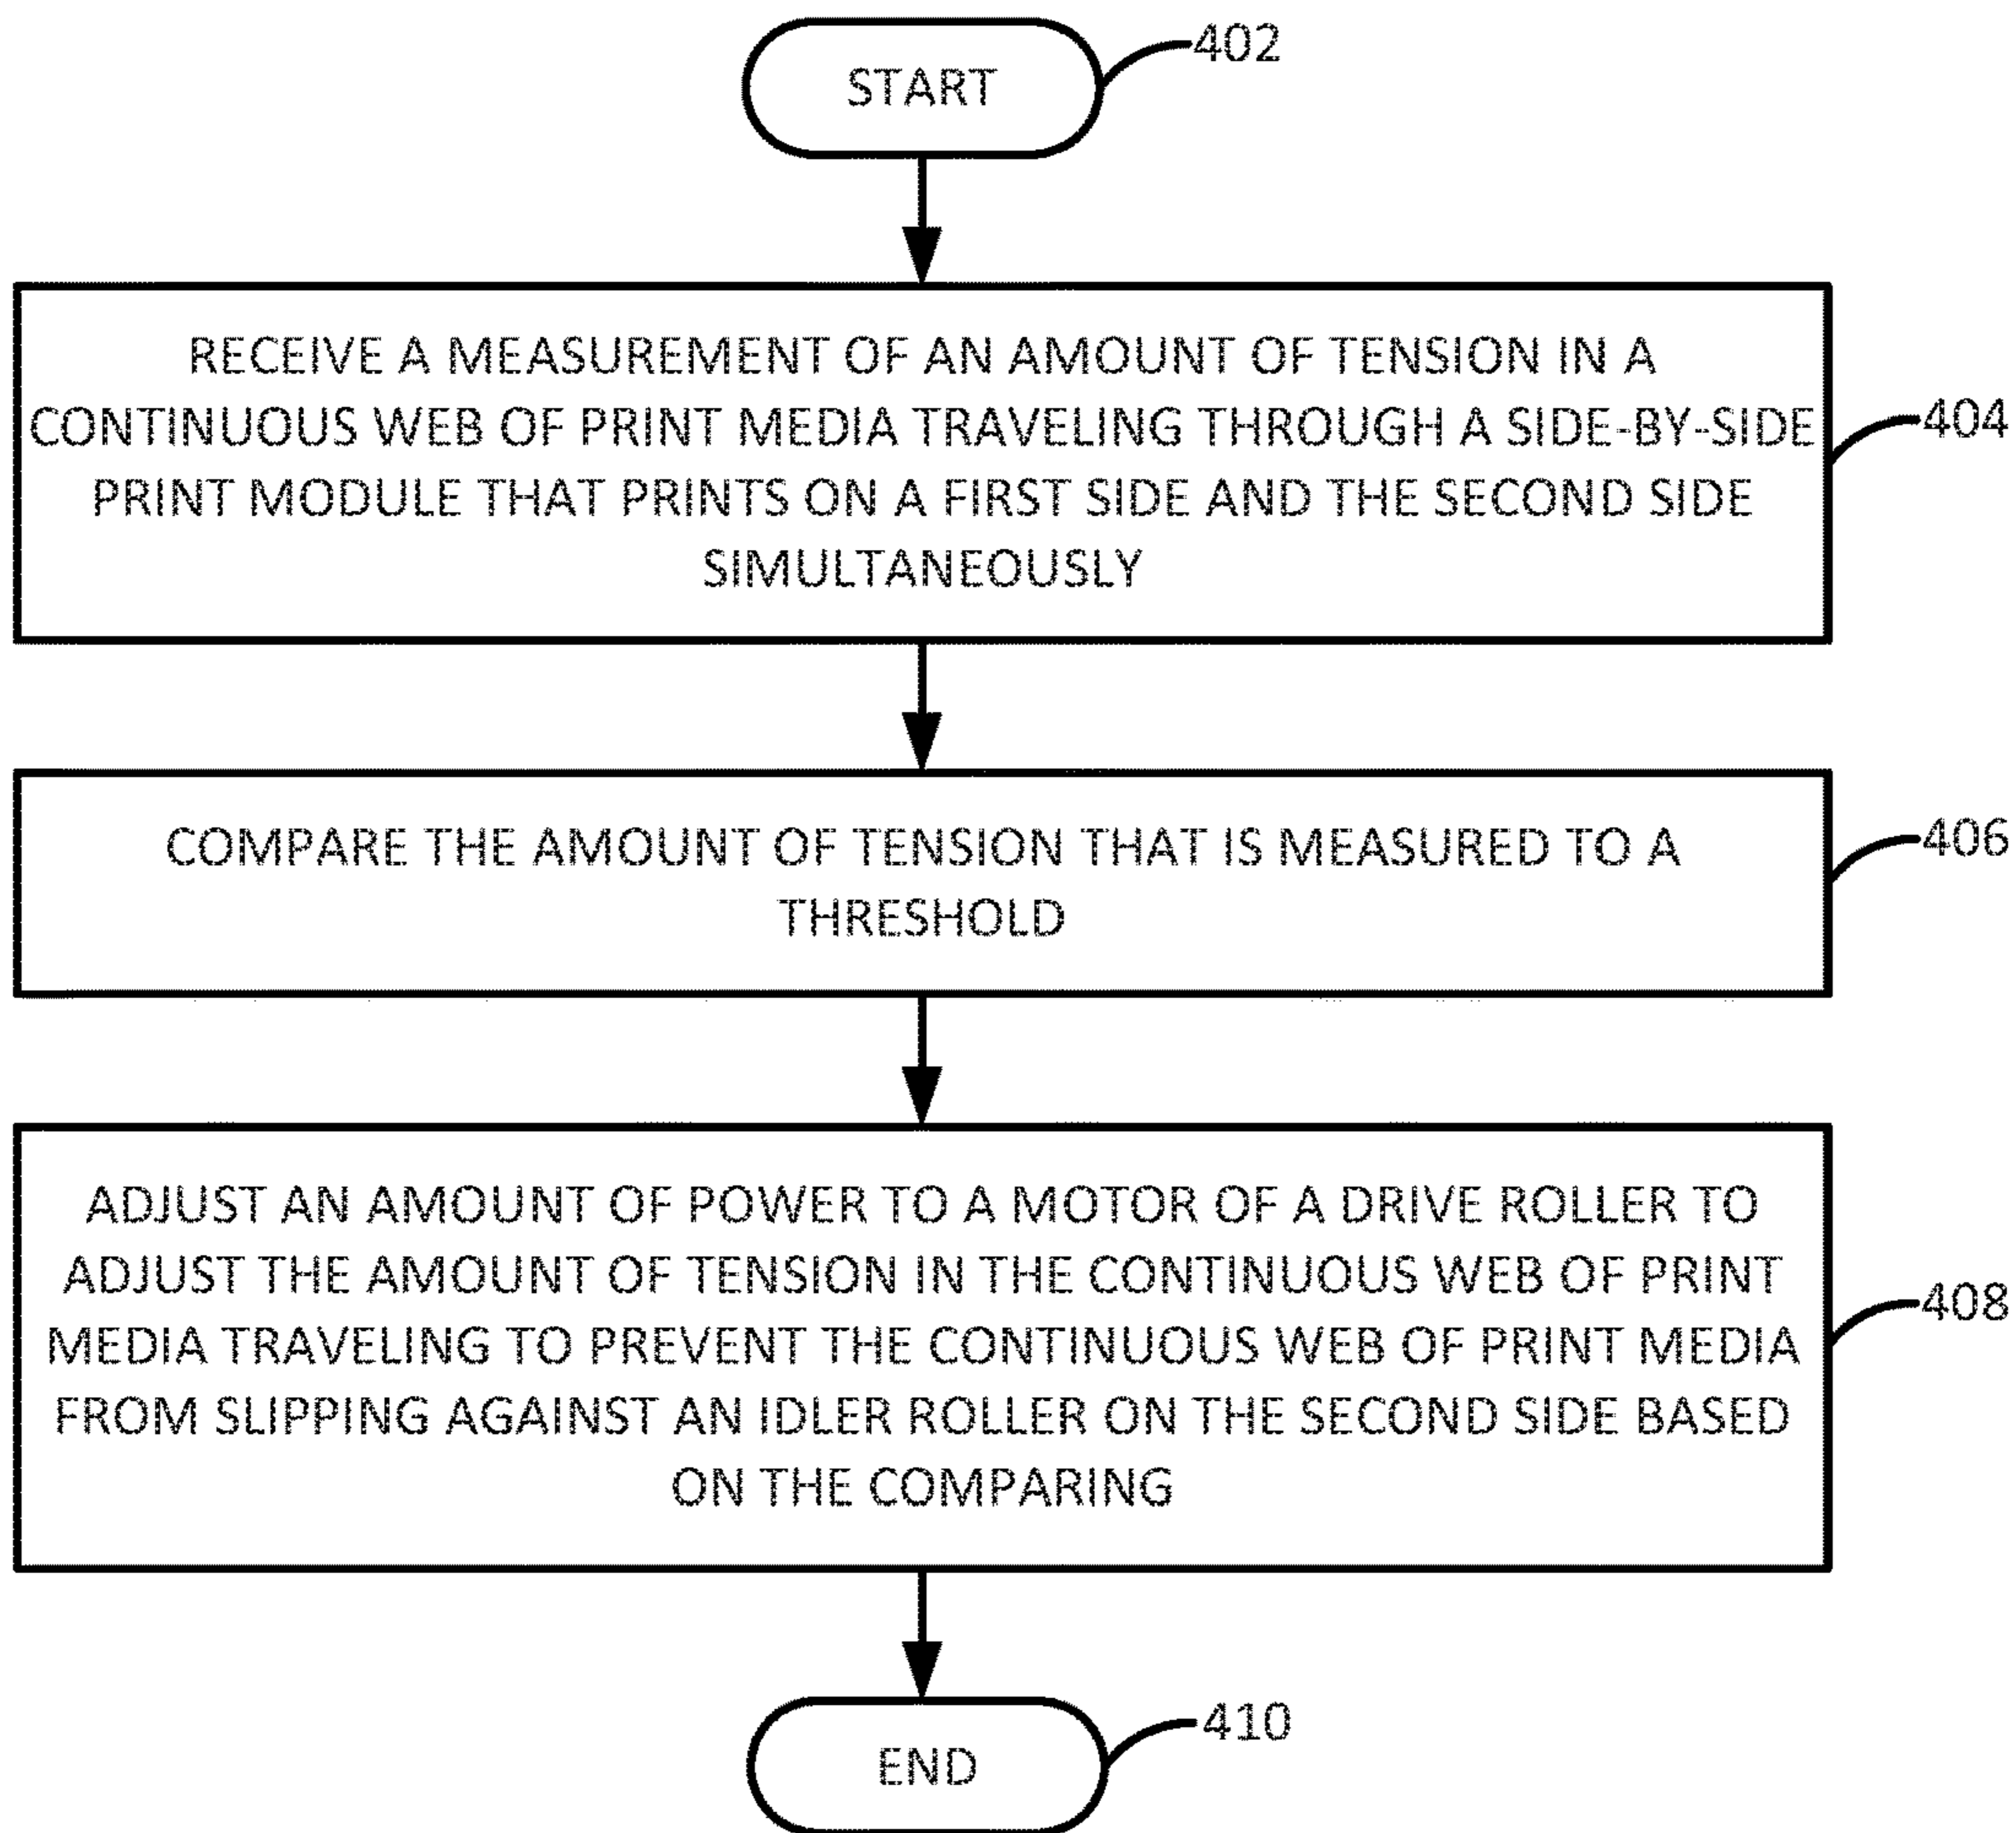 402
START
RECEIVE A MEASUREMENT OF AN AMOUNT OF TENSION IN A
CONTINUOUS WEB OF PRINT MEDIA TRAVELING THROUGH A SIDE-BY-SIDE
PRINT MODULE THAT PRINTS ON A FIRST SIDE AND THE SECOND SIDE
SIMULTANEOUSLY
404
COMPARE THE AMOUNT OF TENSION THAT IS MEASURED TO A
THRESHOLD
406
ADJUST AN AMOUNT OF POWER TO A MOTOR OF A DRIVE ROLLER TO
ADJUST THE AMOUNT OF TENSION IN THE CONTINUOUS WEB OF PRINT
MEDIA TRAVELING TO PREVENT THE CONTINUOUS WEB OF PRINT MEDIA
FROM SLIPPING AGAINST AN IDLER ROLLER ON THE SECOND SIDE BASED
ON THE COMPARING
408
410
END